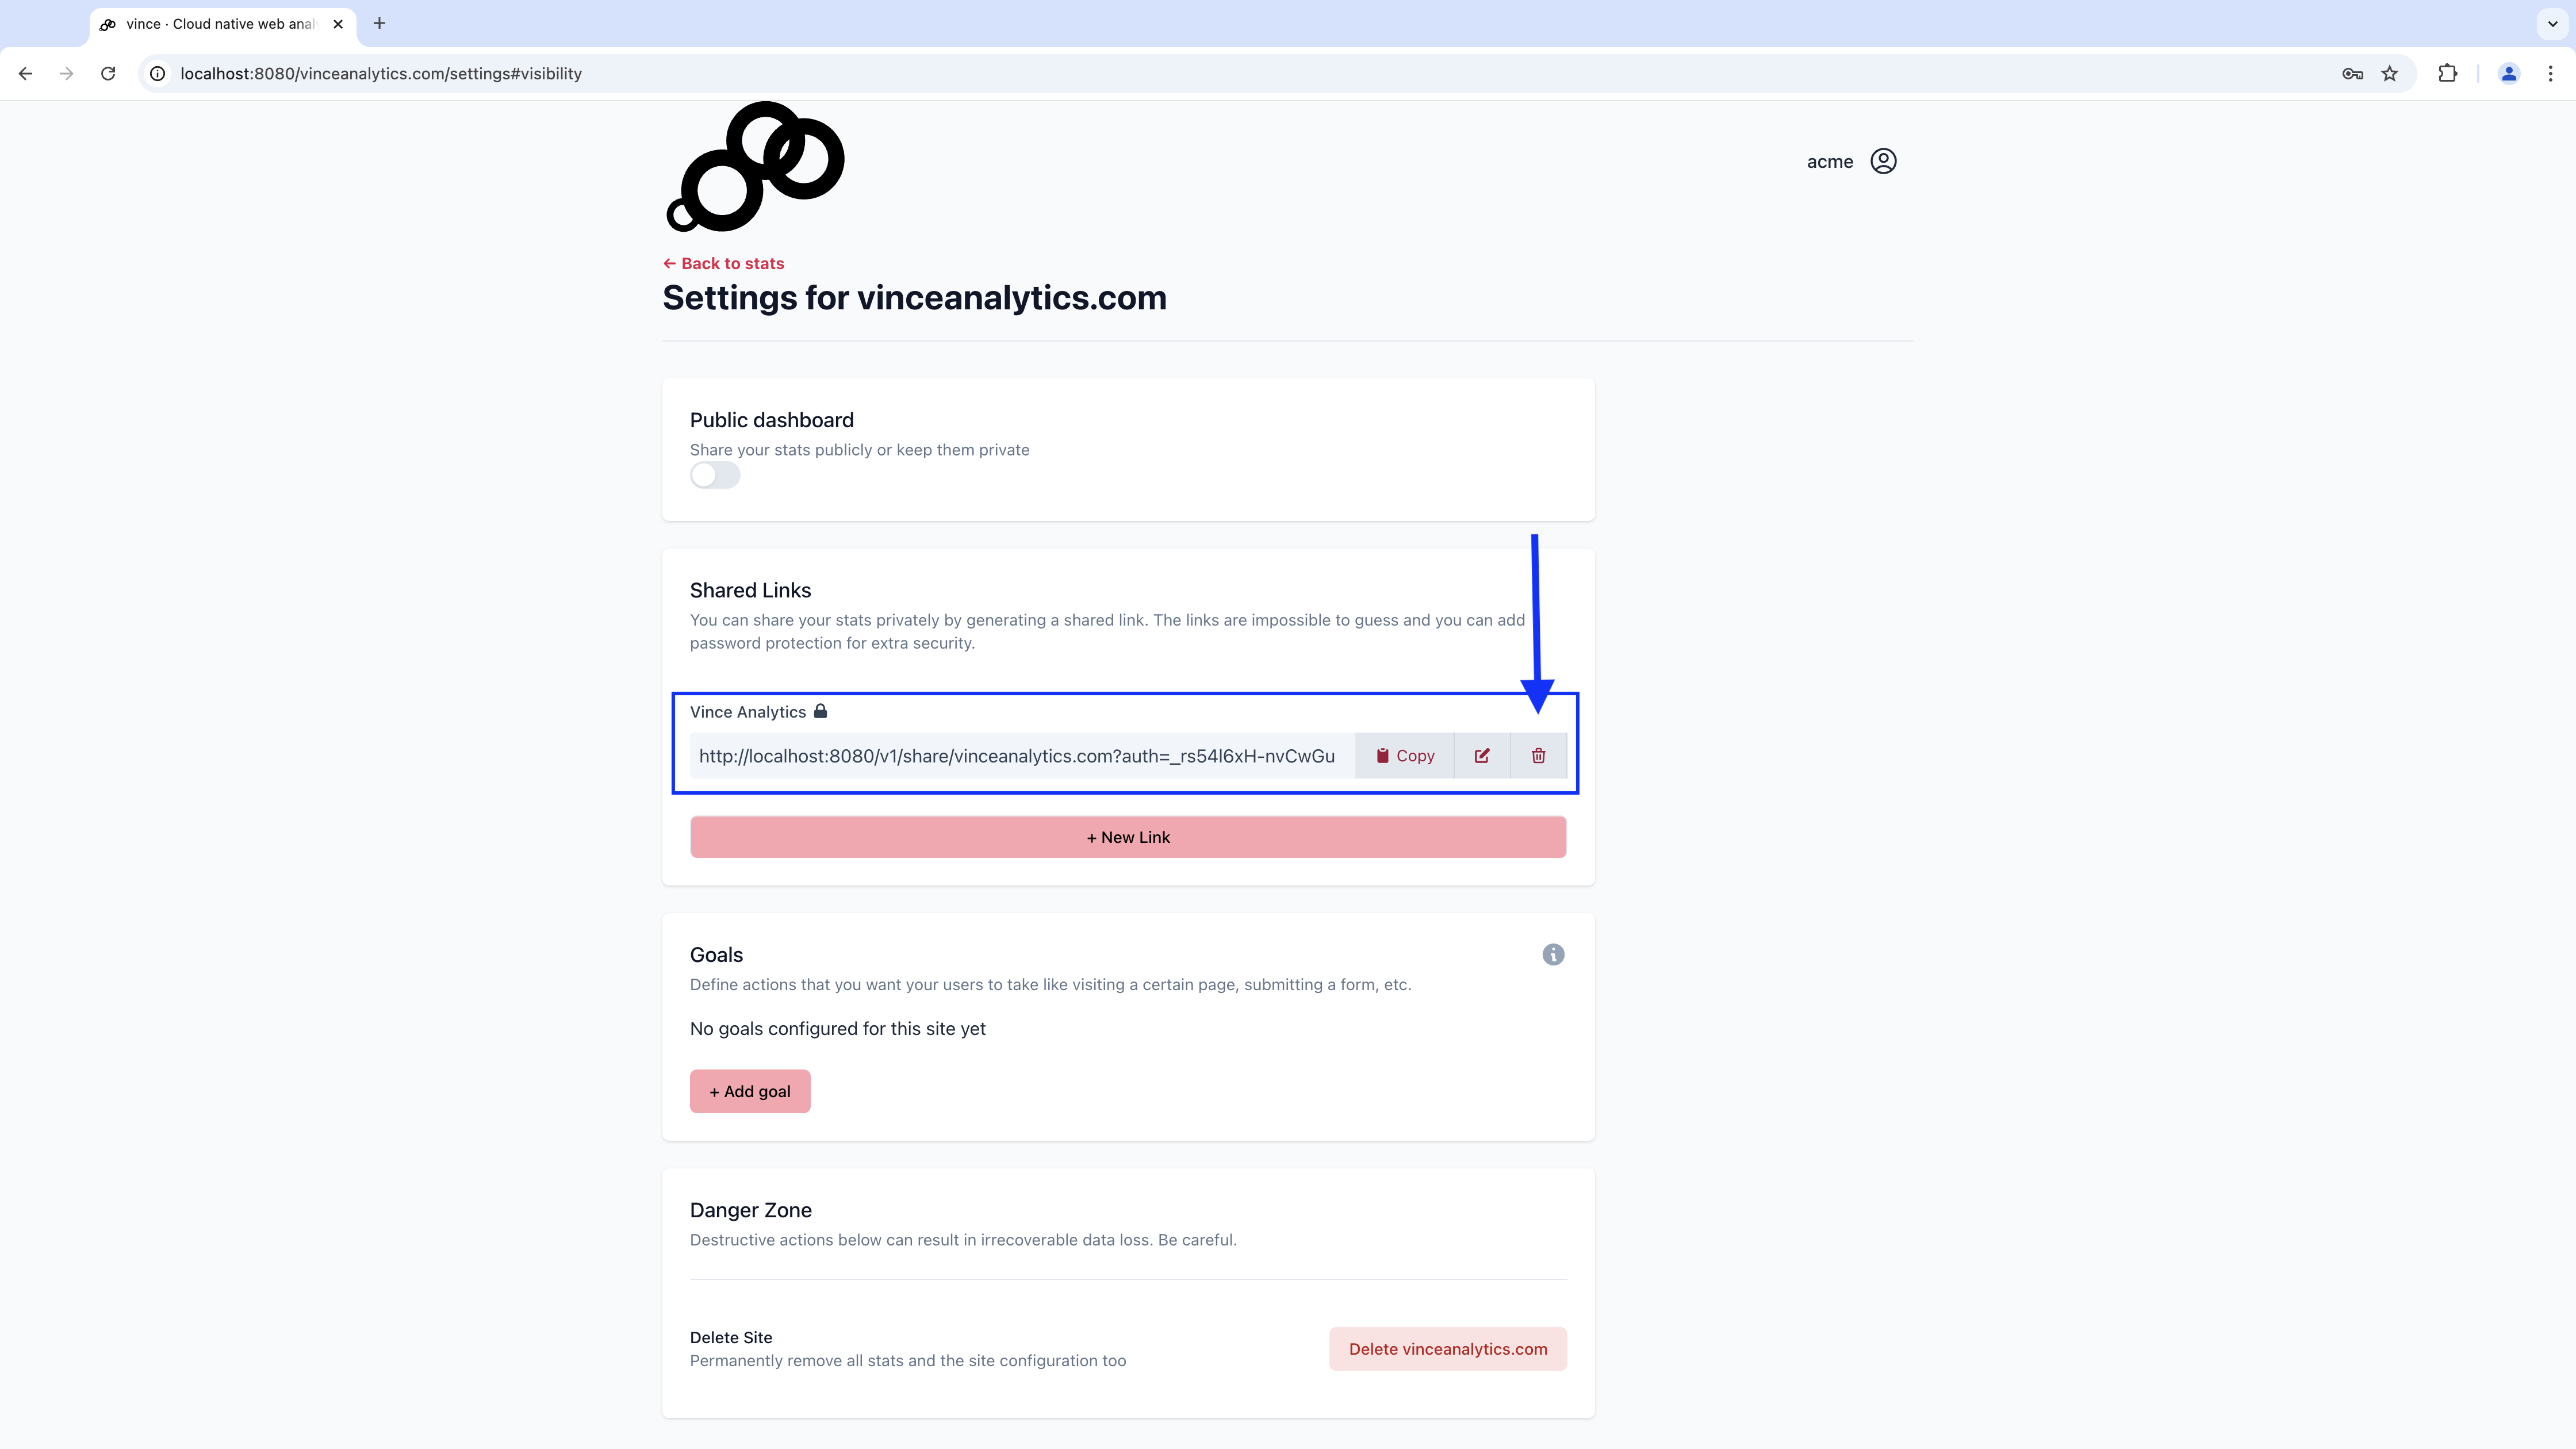 vince · Cloud native web anal
localhost:8080/vinceanalytics.com/settings#visibility
acme
← Back to stats
Settings for vinceanalytics.com
Public dashboard
Share your stats publicly or keep them private
Shared Links
You can share your stats privately by generating a shared link. The links are impossible to guess and you can add
password protection for extra security.
Vince Analytics
http://localhost:8080/v1/share/vinceanalytics.com?auth=_rs54l6xH-nvCwGu
Copy
+ New Link
Goals
Define actions that you want your users to take like visiting a certain page, submitting a form, etc.
No goals configured for this site yet
+ Add goal
Danger Zone
Destructive actions below can result in irrecoverable data loss. Be careful.
Delete Site
Permanently remove all stats and the site configuration too
Delete vinceanalytics.com